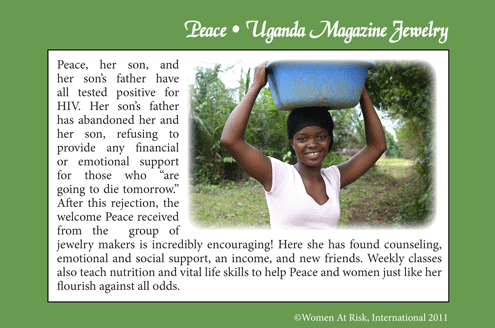 Peace • Uganda Magazine Jewelry
Peace, her son, and
her son's father have
all tested positive for
HIV. Her son's father
has abandoned her and
her son, refusing to
provide any financial
or emotional support
for those who “are
going to die tomorrow.”
After this rejection, the
welcome Peace received
from the group of
jewelry makers is incredibly encouraging! Here she has found counseling,
emotional and social support, an income, and new friends. Weekly classes
also teach nutrition and vital life skills to help Peace and women just like her
flourish against all odds.
©Women At Risk, International 2011